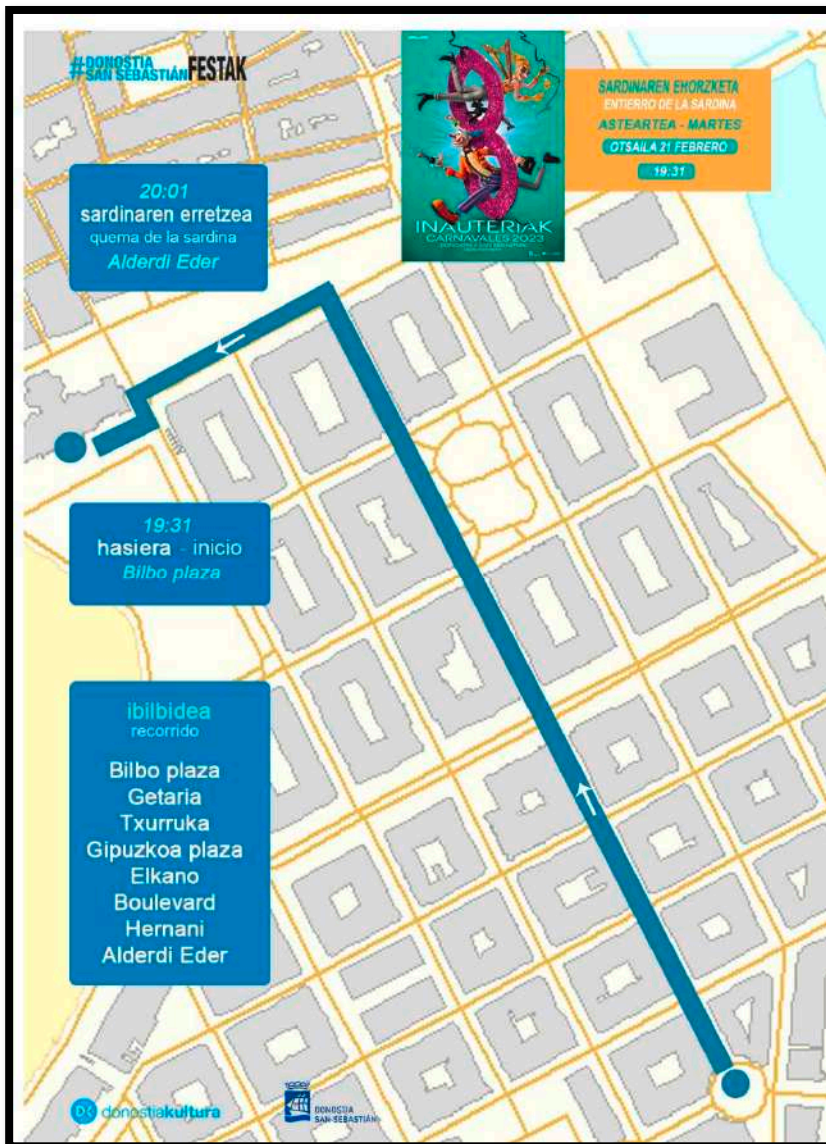 #DONOSTIA
SAN SEBASTIÁN FESTAK
INAUTERIAK
CARNAVALES 2023
SARDINAREN EHORZKETA
ENTIERRO DE LA SARDINA
ASTEARTEA - MARTES
OTSAILA 21 FEBRERO
19:31
20:01
sardinaren erretzea
quema de la sardina
Alderdi Eder
19:31
hasiera - inicio
Bilbo plaza
ibilbidea
recorrido
Bilbo plaza
Getaria
Txurruka
Gipuzkoa plaza
Elkano
Boulevard
Hernani
Alderdi Eder
DK donostiakultura
DONOSTIA
SAN SEBASTIÁN